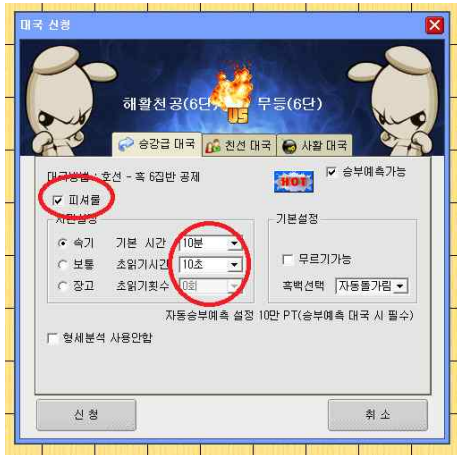 대국 신청
해활천공(6단) US 무등(6단)
승강급 대국 친선 대국 사활 대국
대국방법 : 호선 - 흑 6집반 공제
HOT 승부예측가능
피셔룰
시간설정 기본설정
속기 기본 시간 10분
보통 초읽기시간 10초 무르기가능
장고 초읽기횟수 0회 흑백선택 자동돌가림
자동승부예측 설정 10만 PT(승부예측 대국 시 필수)
형세분석 사용안함
신 청 취 소